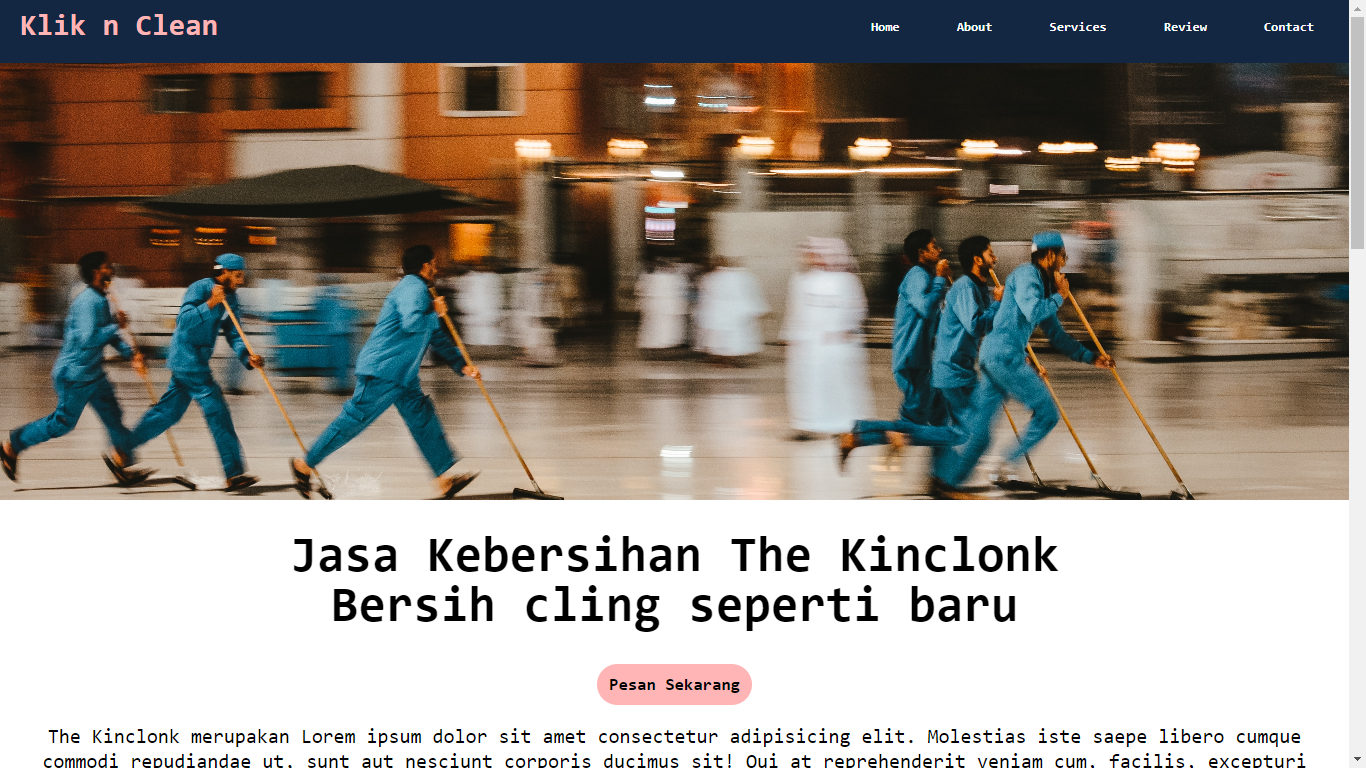 Klik n Clean
Home About Services Review Contact
Jasa Kebersihan The Kinclonk
Bersih cling seperti baru
Pesan Sekarang
The Kinclonk merupakan Lorem ipsum dolor sit amet consectetur adipisicing elit. Molestias iste saepe libero cumque
commodi repudiandae ut, sunt aut nesciunt corporis ducimus sit! Qui at reprehenderit veniam cum, facilis, excepturi